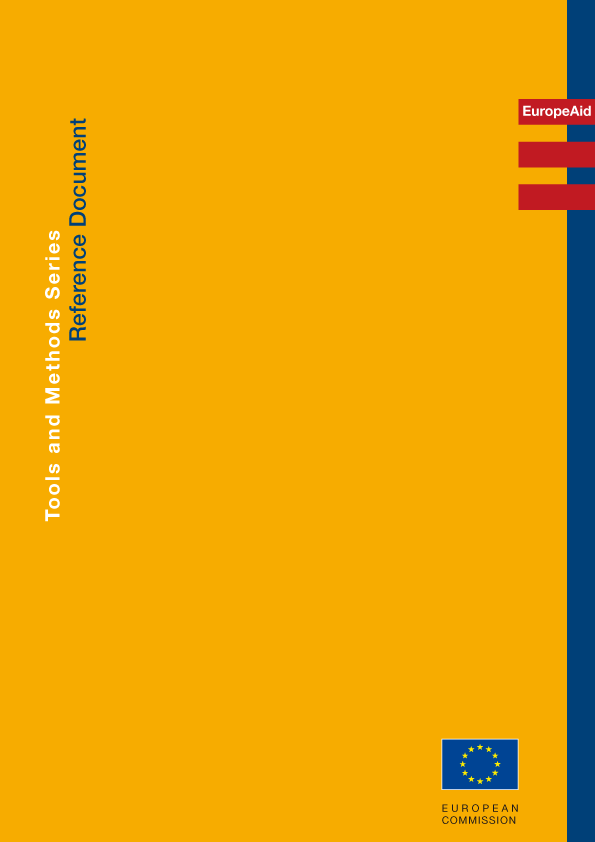 EuropeAid
Tools and Methods Series
Reference Document
EUROPEAN
COMMISSION